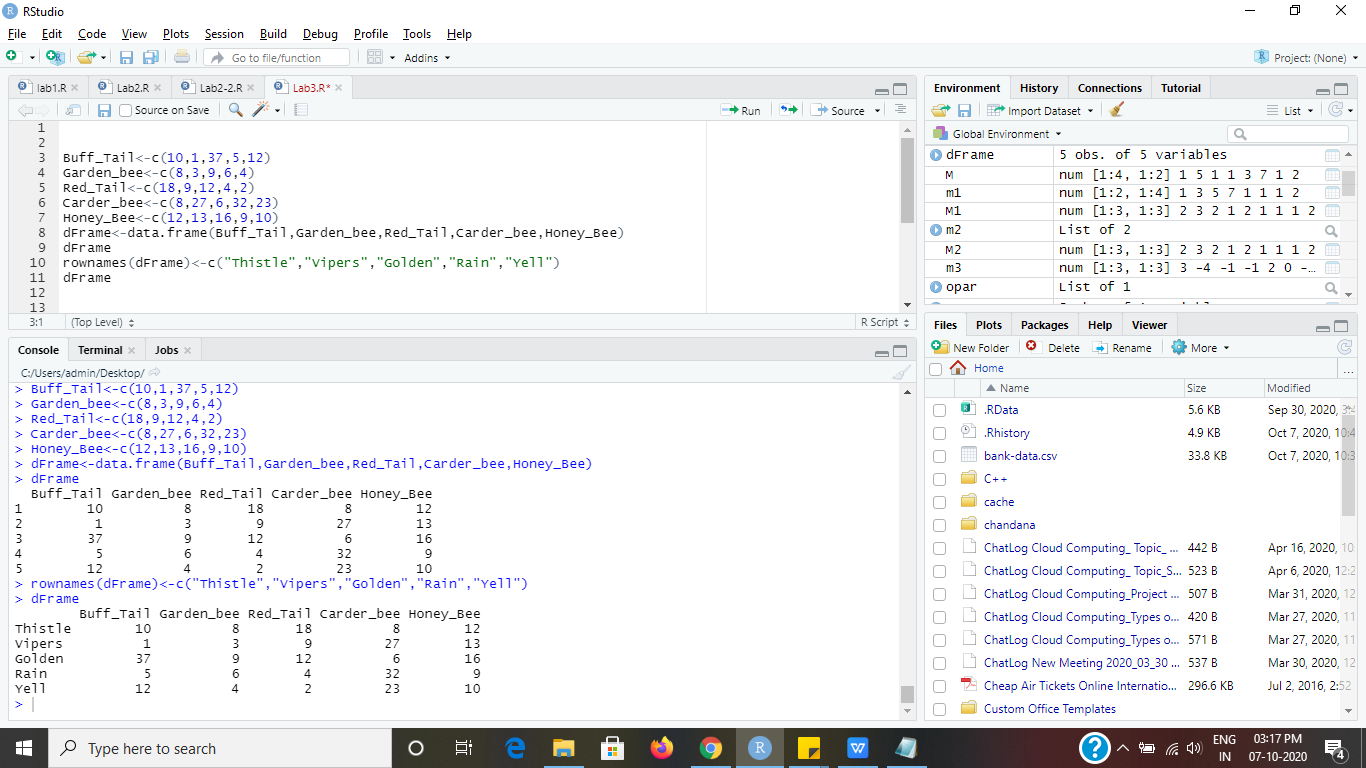 RStudio
File Edit Code View Plots Session Build Debug Profile Tools Help
Go to file/function Addins Project: (None)
lab1.R Lab2.R Lab2-2.R Lab3.R*
Source on Save Run Source
1
2
3 Buff_Tail<-c(10,1,37,5,12)
4 Garden_bee<-c(8,3,9,6,4)
5 Red_Tail<-c(18,9,12,4,2)
6 Carder_bee<-c(8,27,6,32,23)
7 Honey_Bee<-c(12,13,16,9,10)
8 dFrame<-data.frame(Buff_Tail,Garden_bee,Red_Tail,Carder_bee,Honey_Bee)
9 dFrame
10 rownames(dFrame)<-c("Thistle","Vipers","Golden","Rain","Yell")
11 dFrame
12
13
3:1 (Top Level) R Script
Console Terminal Jobs
C:/Users/admin/Desktop/
> Buff_Tail<-c(10,1,37,5,12)
> Garden_bee<-c(8,3,9,6,4)
> Red_Tail<-c(18,9,12,4,2)
> Carder_bee<-c(8,27,6,32,23)
> Honey_Bee<-c(12,13,16,9,10)
> dFrame<-data.frame(Buff_Tail,Garden_bee,Red_Tail,Carder_bee,Honey_Bee)
> dFrame
Buff_Tail Garden_bee Red_Tail Carder_bee Honey_Bee
1 10 8 18 8 12
2 1 3 9 27 13
3 37 9 12 6 16
4 5 6 4 32 9
5 12 4 2 23 10
> rownames(dFrame)<-c("Thistle","Vipers","Golden","Rain","Yell")
> dFrame
Buff_Tail Garden_bee Red_Tail Carder_bee Honey_Bee
Thistle 10 8 18 8 12
Vipers 1 3 9 27 13
Golden 37 9 12 6 16
Rain 5 6 4 32 9
Yell 12 4 2 23 10
>
Environment History Connections Tutorial
Import Dataset List
Global Environment
dFrame 5 obs. of 5 variables
M num [1:4, 1:2] 1 5 1 1 3 7 1 2
m1 num [1:2, 1:4] 1 3 5 7 1 1 1 2
M1 num [1:3, 1:3] 2 3 2 1 2 1 1 1 2
m2 List of 2
M2 num [1:3, 1:3] 2 3 2 1 2 1 1 1 2
m3 num [1:3, 1:3] 3 -4 -1 -1 2 0 -…
opar List of 1
Files Plots Packages Help Viewer
New Folder Delete Rename More
Home ...
Name Size Modified
.RData 5.6 KB Sep 30, 2020,
.Rhistory 4.9 KB Oct 7, 2020, 10:4
bank-data.csv 33.8 KB Oct 7, 2020, 10:3
C++
cache
chandana
ChatLog Cloud Computing_ Topic_ ... 442 B Apr 16, 2020, 10:
ChatLog Cloud Computing_ Topic_S... 523 B Apr 6, 2020, 12:2
ChatLog Cloud Computing_Project ... 507 B Mar 31, 2020, 12
ChatLog Cloud Computing_Types o... 420 B Mar 27, 2020, 11
ChatLog Cloud Computing_Types o... 571 B Mar 27, 2020, 11
ChatLog New Meeting 2020_03_30 ... 537 B Mar 30, 2020, 12
Cheap Air Tickets Online Internatio... 296.6 KB Jul 2, 2016, 2:52
Custom Office Templates
Type here to search
ENG 03:17 PM
IN 07-10-2020 4